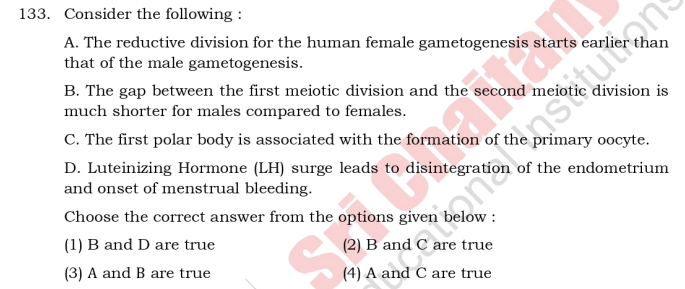 133. Consider the following :
A. The reductive division for the human female gametogenesis starts earlier than
that of the male gametogenesis.
B. The gap between the first meiotic division and the second meiotic division is
much shorter for males compared to females.
C. The first polar body is associated with the formation of the primary oocyte.
D. Luteinizing Hormone (LH) surge leads to disintegration of the endometrium
and onset of menstrual bleeding.
Choose the correct answer from the options given below :
(1) B and D are true (2) B and C are true
(3) A and B are true (4) A and C are true
Sri Chaitany
ducational Institutions